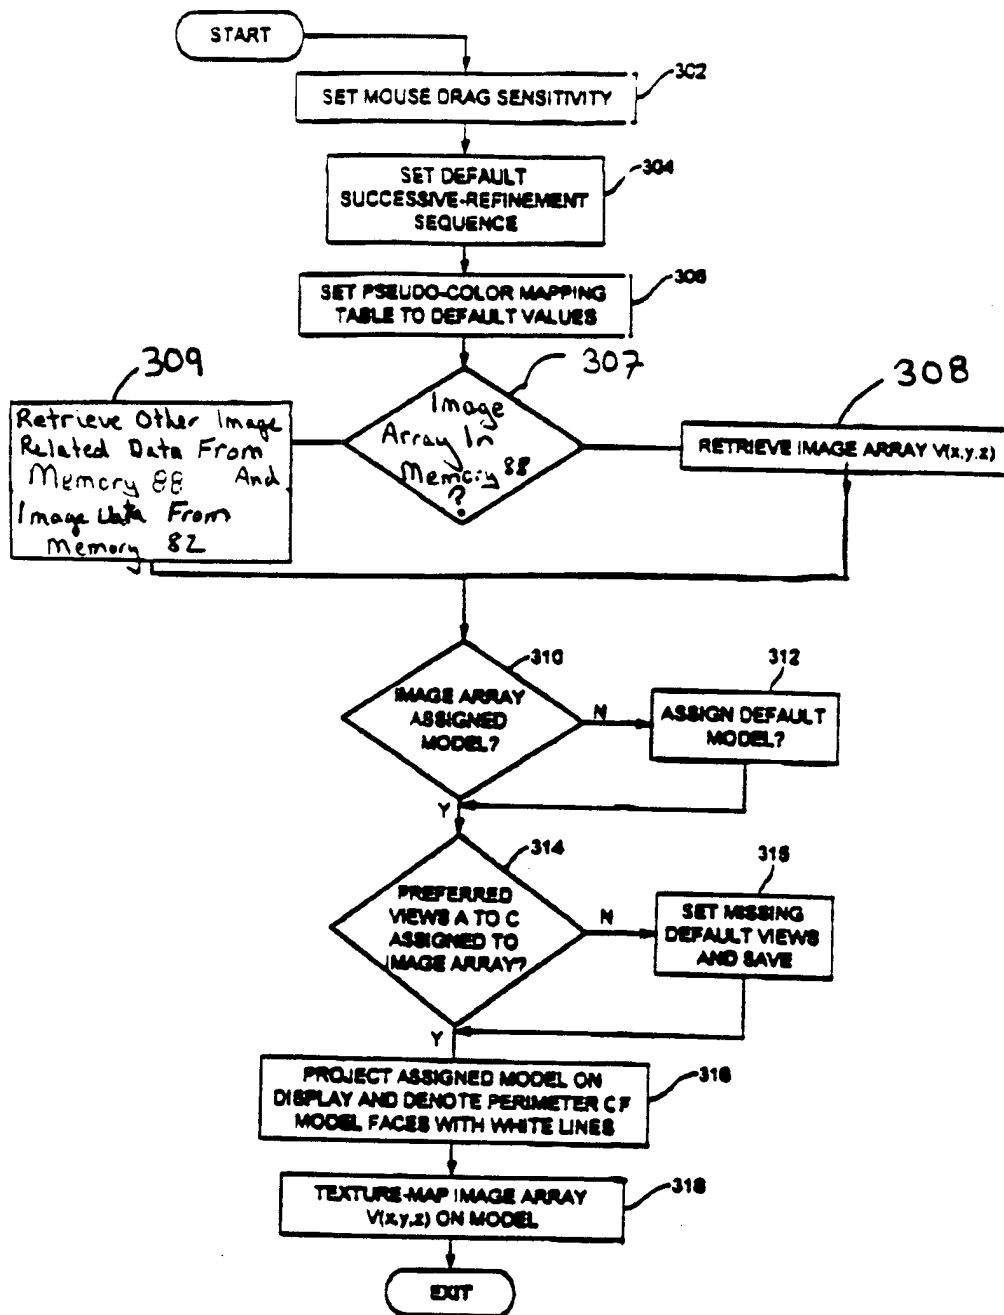 START
302
SET MOUSE DRAG SENSITIVITY
304
SET DEFAULT
SUCCESSIVE-REFINEMENT
SEQUENCE
306
SET PSEUDO-COLOR MAPPING
TABLE TO DEFAULT VALUES
309
307
308
Retrieve Other Image
Related Data From
Memory 88 And
Image Data From
Memory 82
Image
Array In
Memory 88
?
RETRIEVE IMAGE ARRAY V(x,y,z)
310
IMAGE ARRAY
ASSIGNED
MODEL?
N
312
ASSIGN DEFAULT
MODEL?
Y
314
PREFERRED
VIEWS A TO C
ASSIGNED TO
IMAGE ARRAY?
N
315
SET MISSING
DEFAULT VIEWS
AND SAVE
Y
316
PROJECT ASSIGNED MODEL ON
DISPLAY AND DENOTE PERIMETER OF
MODEL FACES WITH WHITE LINES
318
TEXTURE-MAP IMAGE ARRAY
V(x,y,z) ON MODEL
EXIT